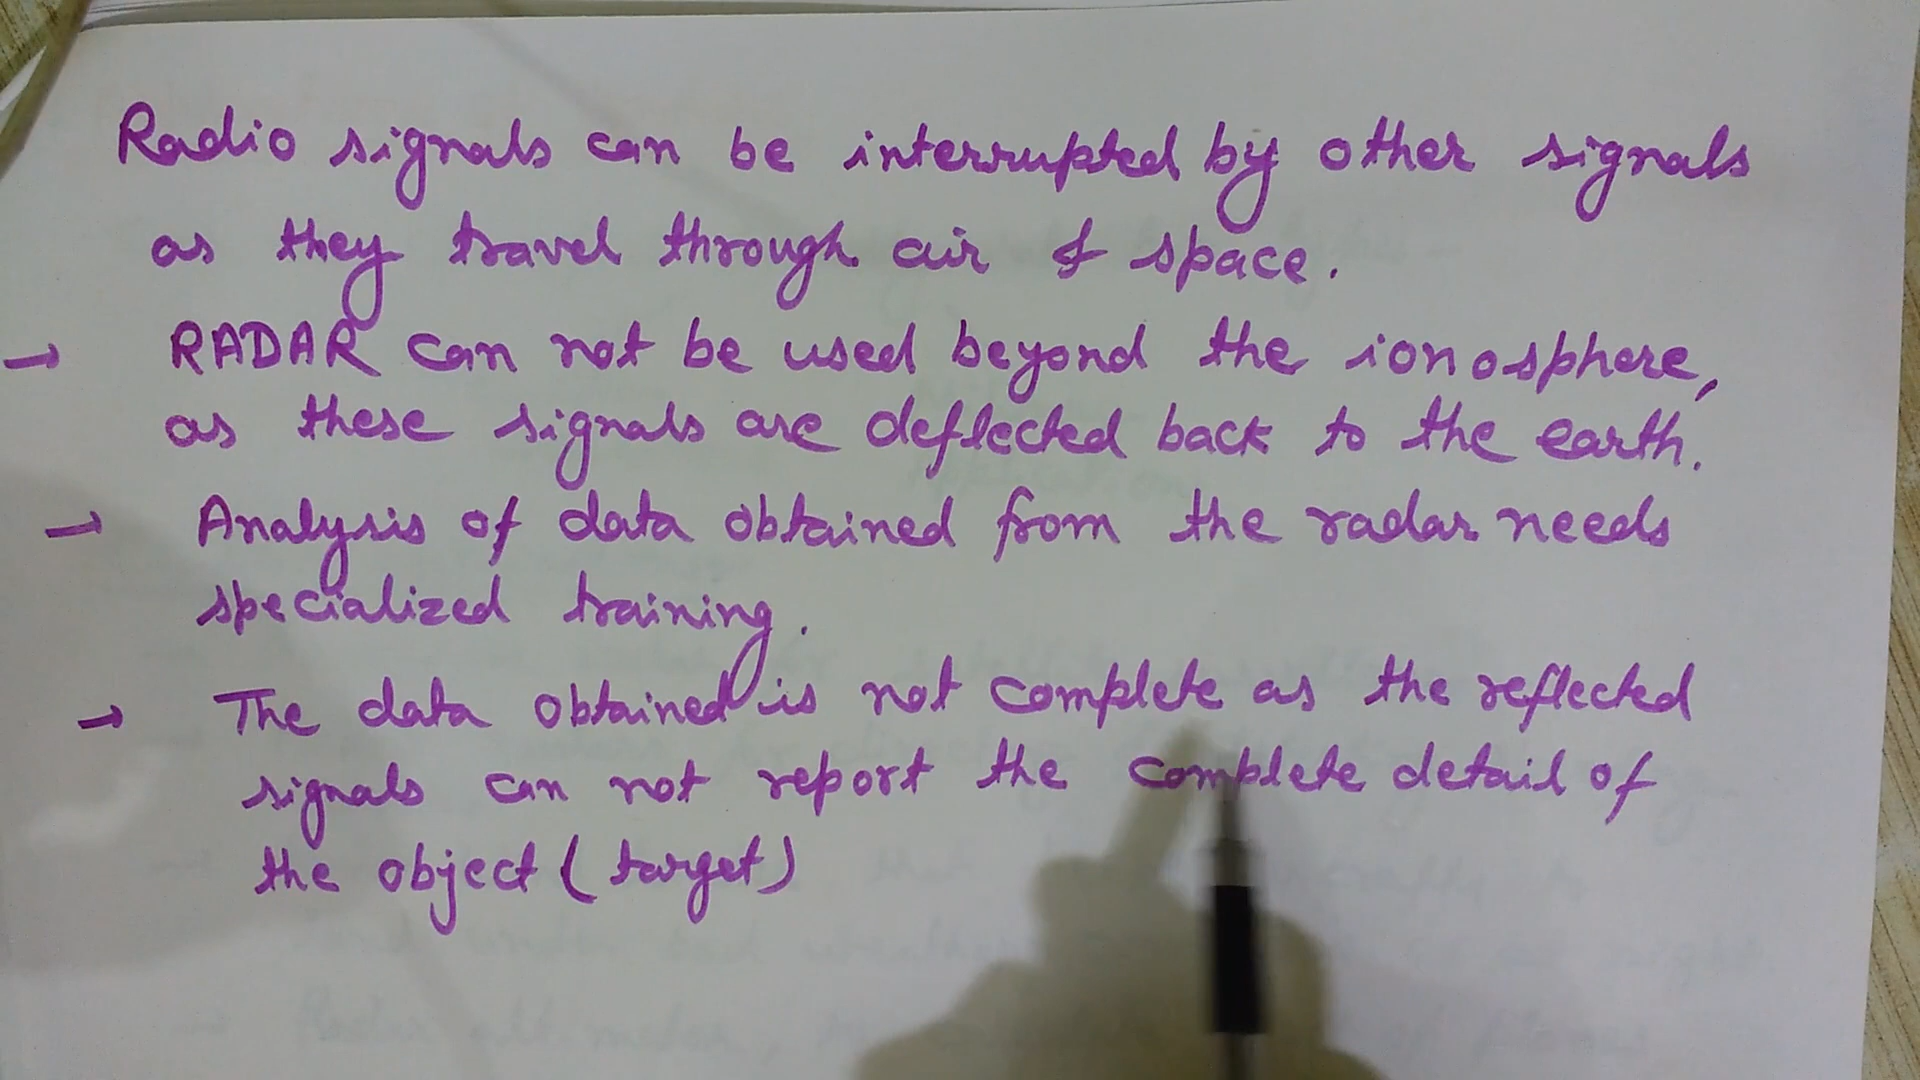 Radio signals can be interrupted by other signals
as they travel through air & space.
→ RADAR can not be used beyond the ionosphere,
as these signals are deflected back to the earth.
→ Analysis of data obtained from the radar needs
specialized training.
→ The data obtained is not complete as the reflected
signals can not report the complete detail of
the object (target)